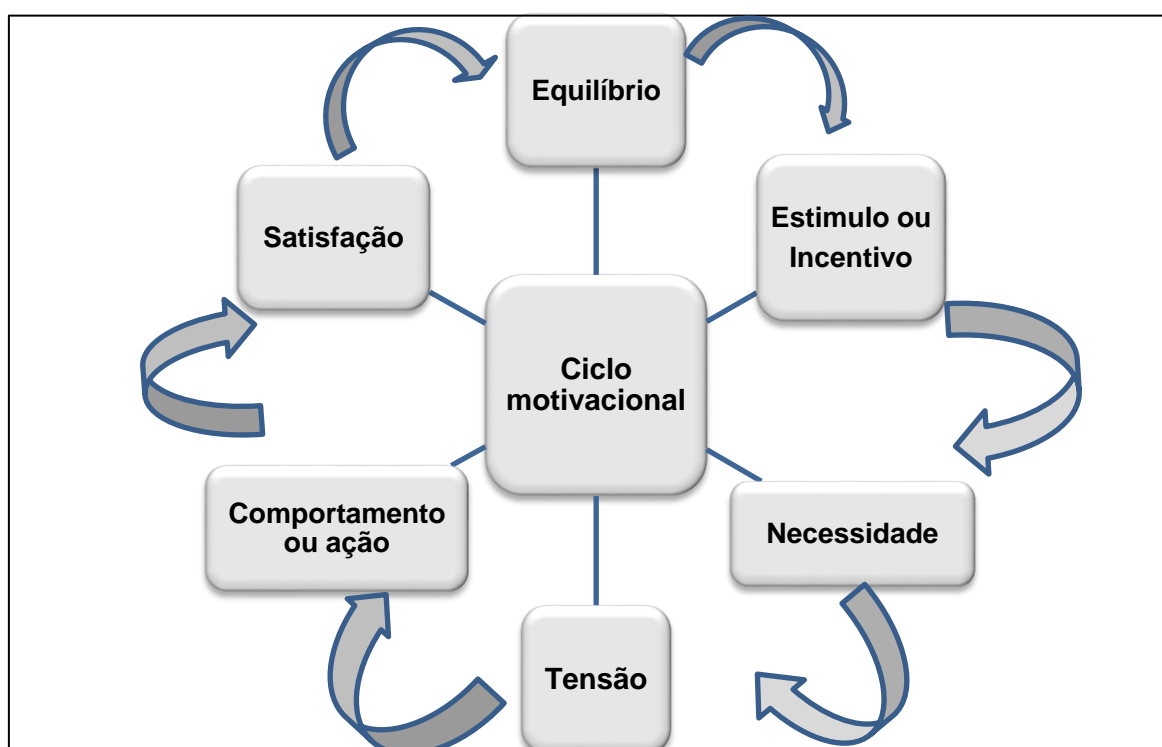 Equilíbrio
Estimulo ou
Incentivo
Satisfação
Ciclo
motivacional
Comportamento
ou ação
Necessidade
Tensão